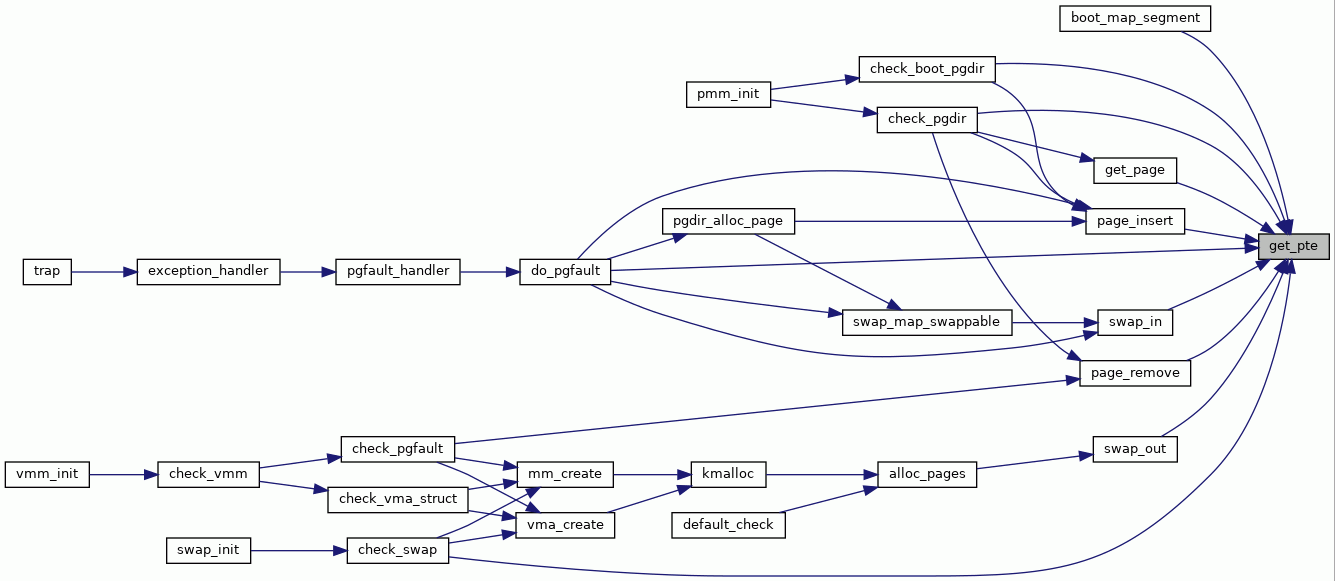 boot_map_segment
check_boot_pgdir
pmm_init
check_pgdir
get_page
pgdir_alloc_page
page_insert
get_pte
trap
exception_handler
pgfault_handler
do_pgfault
swap_map_swappable
swap_in
page_remove
check_pgfault
swap_out
vmm_init
check_vmm
mm_create
kmalloc
alloc_pages
check_vma_struct
vma_create
default_check
swap_init
check_swap